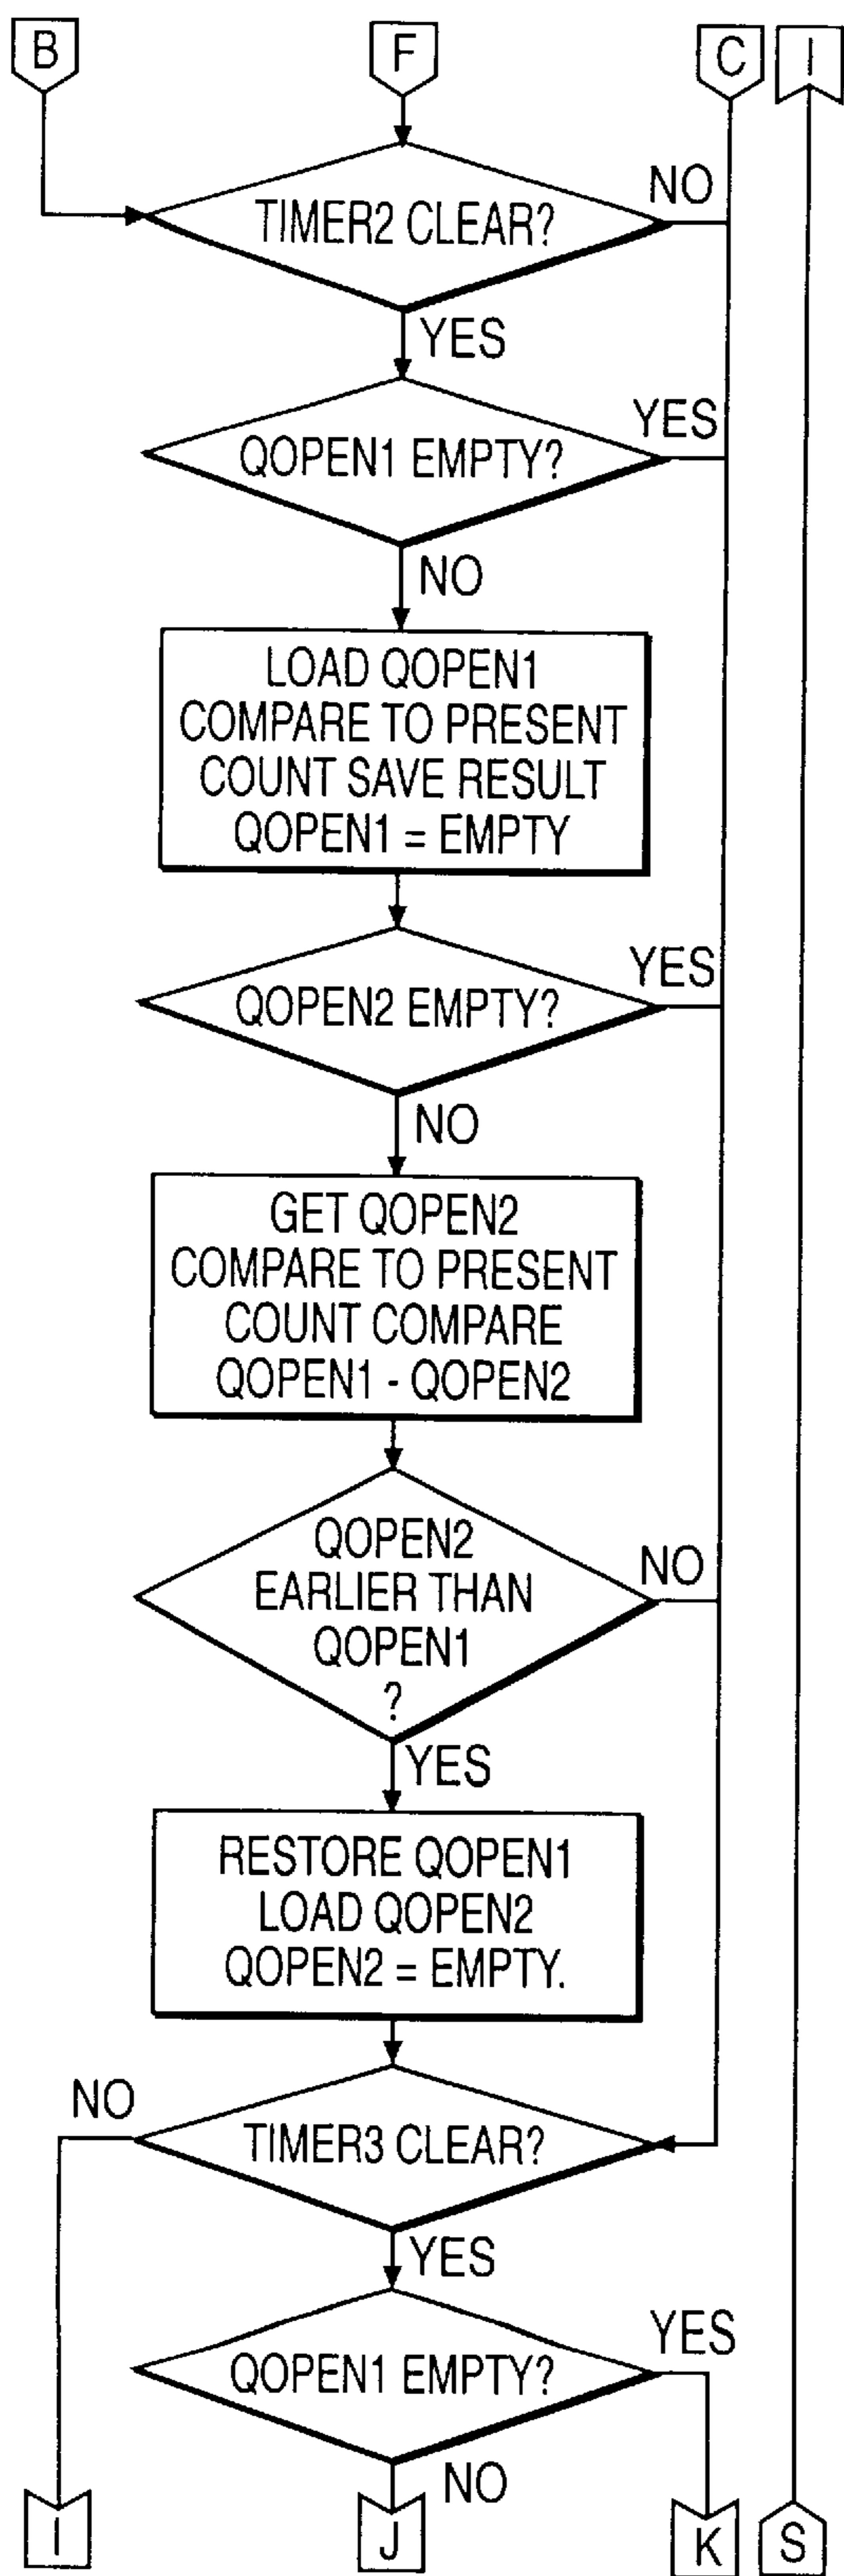 B
F
C
I
TIMER2 CLEAR?
NO
YES
QOPEN1 EMPTY?
YES
NO
LOAD QOPEN1
COMPARE TO PRESENT
COUNT SAVE RESULT
QOPEN1 = EMPTY
QOPEN2 EMPTY?
YES
NO
GET QOPEN2
COMPARE TO PRESENT
COUNT COMPARE
QOPEN1 - QOPEN2
QOPEN2
EARLIER THAN
QOPEN1
?
NO
YES
RESTORE QOPEN1
LOAD QOPEN2
QOPEN2 = EMPTY.
NO
TIMER3 CLEAR?
YES
QOPEN1 EMPTY?
YES
NO
I
J
K
S